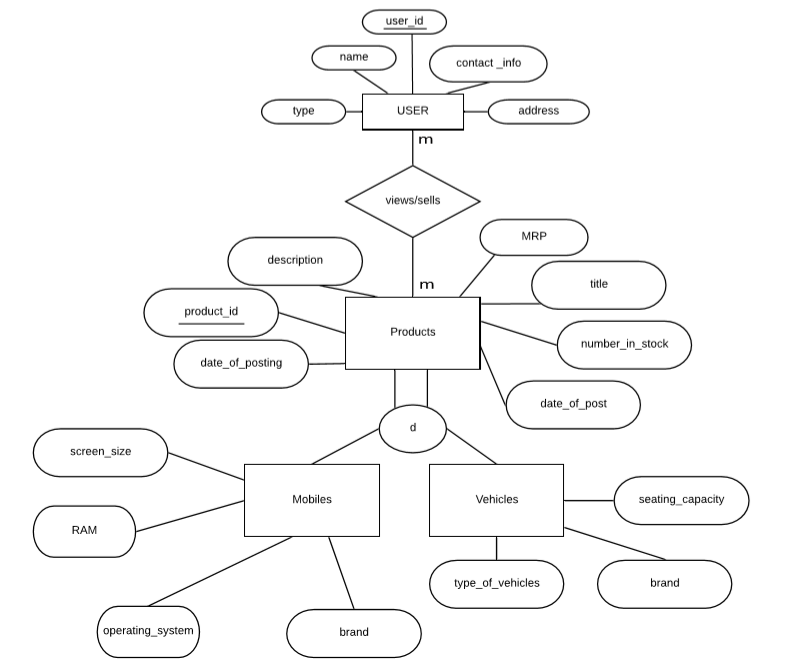 user_id
name
contact _info
type
USER
address
m
views/sells
MRP
description
m
title
product_id
Products
number_in_stock
date_of_posting
date_of_post
d
screen_size
Mobiles
Vehicles
seating_capacity
RAM
type_of_vehicles
brand
operating_system
brand